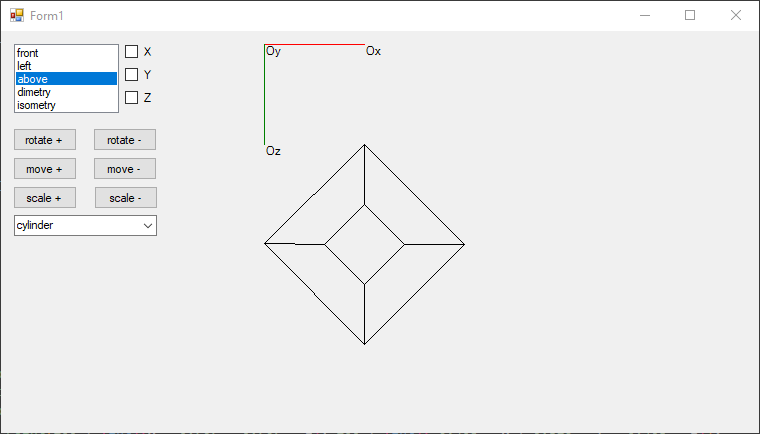 Form1
front
left
above
dimetry
isometry
X
Y
Z
rotate +
rotate -
move +
move -
scale +
scale -
cylinder
Oy
Ox
Oz